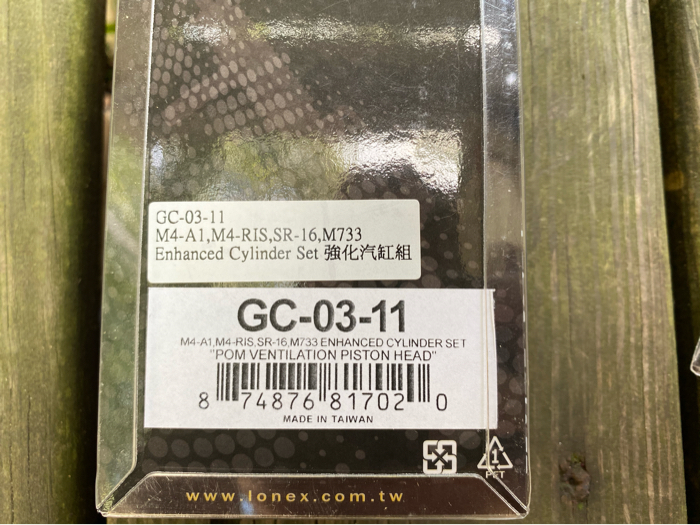 GC-03-11
M4-A1,M4-RIS,SR-16,M733
Enhanced Cylinder Set 強化汽缸組
GC-03-11
M4-A1,M4-RIS,SR-16,M733 ENHANCED CYLINDER SET
"POM VENTILATION PISTON HEAD"
8 74876 81702 0
MADE IN TAIWAN
1
PET
www.lonex.com.tw